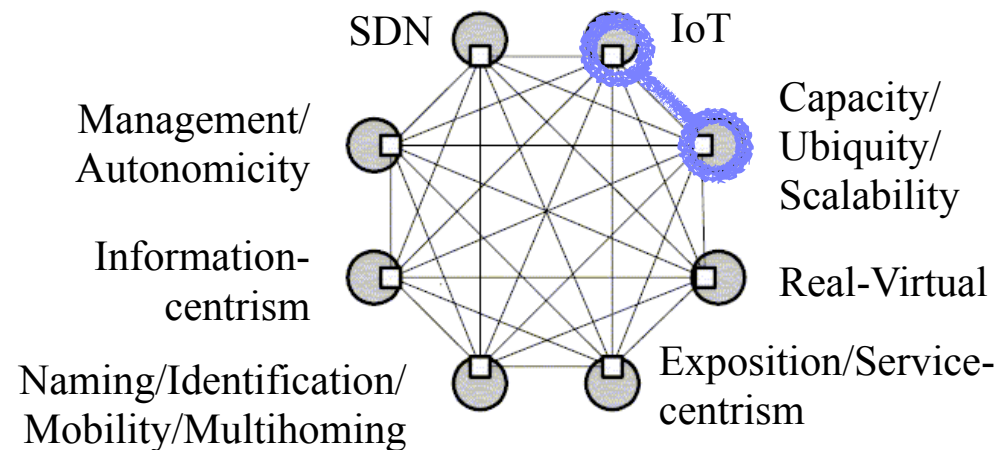 SDN
IoT
Management/
Autonomicity
Capacity/
Ubiquity/
Scalability
Information-
centrism
Real-Virtual
Naming/Identification/
Mobility/Multihoming
Exposition/Service-
centrism